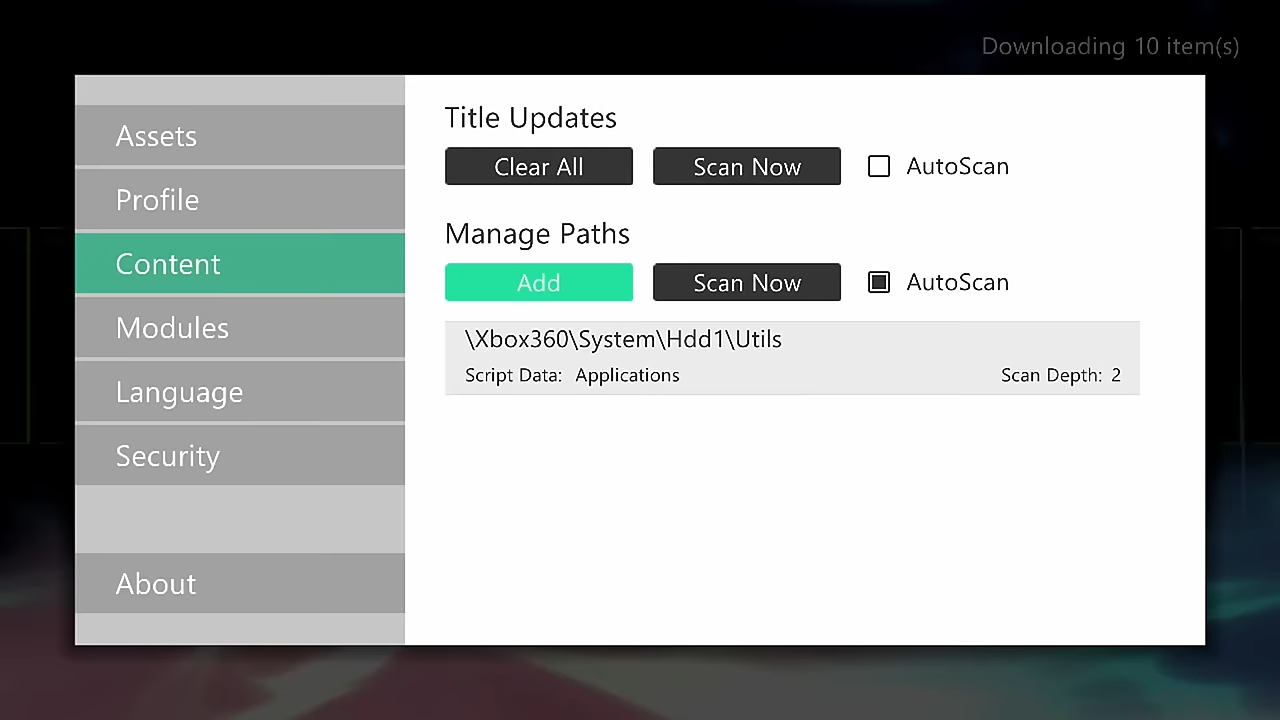 Downloading 10 item(s)
Assets
Profile
Content
Modules
Language
Security
About
Title Updates
Clear All Scan Now AutoScan
Manage Paths
Add Scan Now AutoScan
\Xbox360\System\Hdd1\Utils
Script Data: Applications Scan Depth: 2